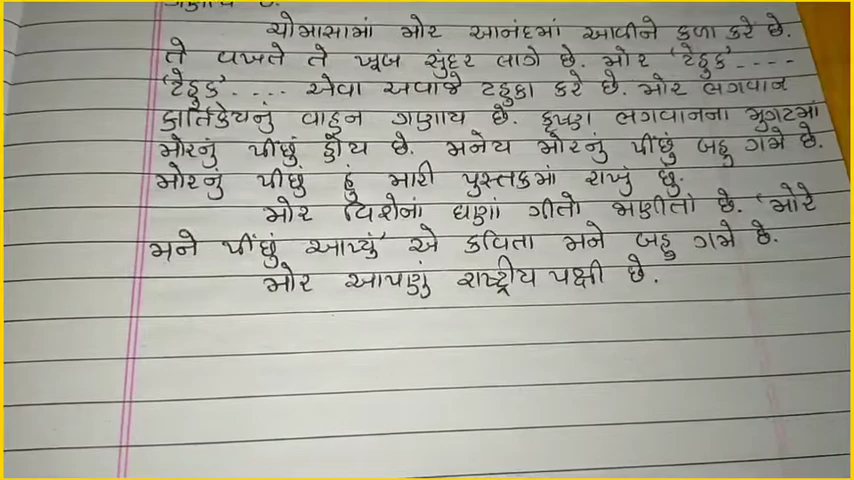 ચોમાસામાં મોર આનંદમાં આવીને કળા કરે છે.
તે વખતે તે ખૂબ સુંદર લાગે છે. મોર 'ટેહુક'----
'ટેહુક'.... એવા અવાજે ટહુકા કરે છે. મોર ભગવાન
કાર્તિકેયનું વાહન ગણાય છે. કૃષ્ણ ભગવાનના મુગટમાં
મોરનું પીંછું હોય છે. મનેય મોરનું પીંછું બહુ ગમે છે.
મોરનું પીંછું હું મારી પુસ્તકમાં રાખું છું.
મોર વિશેનાં ઘણાં ગીતો જાણીતાં છે. 'મોરે
મને પીંછું આપ્યું' એ કવિતા મને બહુ ગમે છે.
મોર આપણું રાષ્ટ્રીય પક્ષી છે.